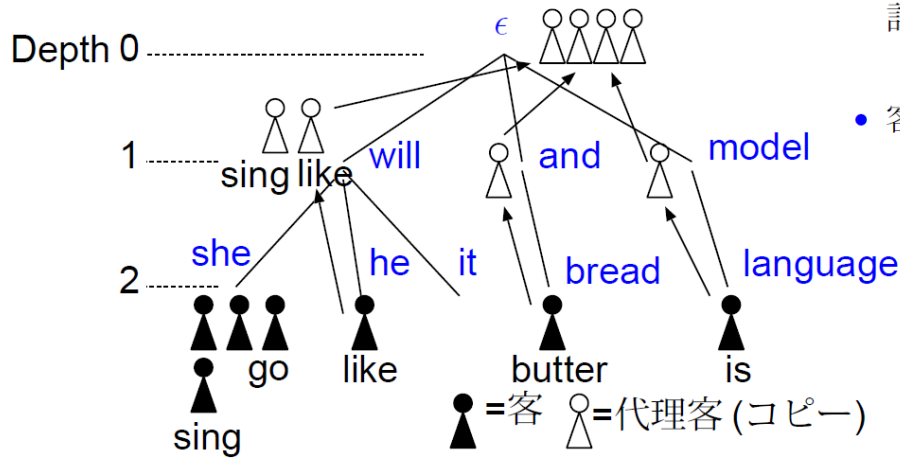 ϵ
Depth 0
1
sing like
will
and
model
2
she
he
it
bread
language
go
like
butter
is
sing
=客
=代理客 (コピー)
•